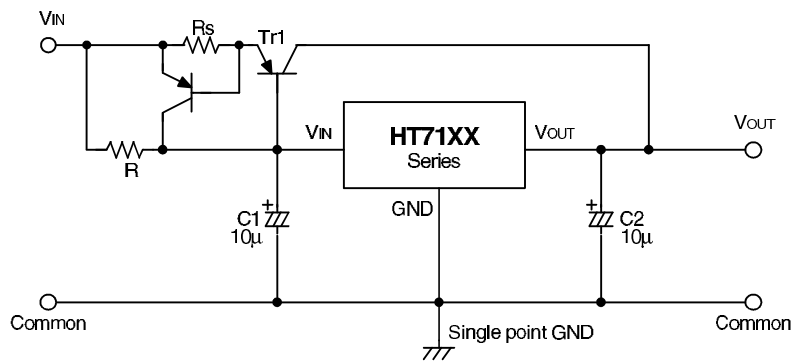 VIN
Rs
Tr1
R
VIN
HT71XX
Series
VOUT
VOUT
GND
+
C1
10µ
+
C2
10µ
Common
Single point GND
Common